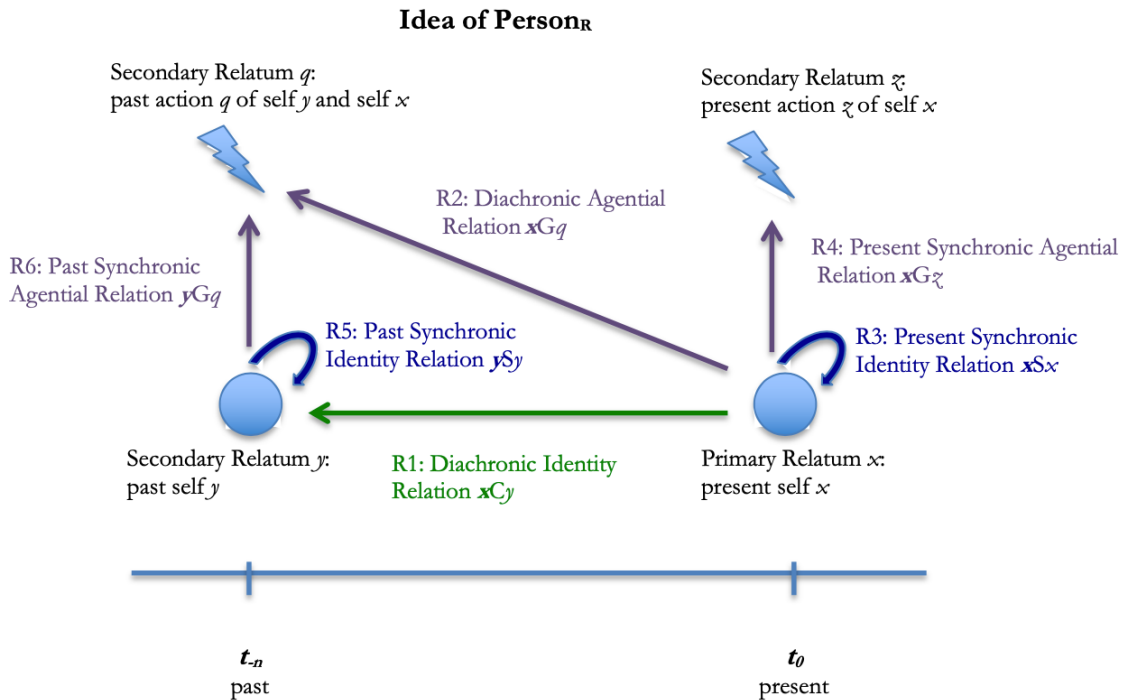 Idea of PersonR
Secondary Relatum q:
past action q of self y and self x
Secondary Relatum z:
present action z of self x
R2: Diachronic Agential
Relation xGq
R4: Present Synchronic Agential
Relation xGz
R6: Past Synchronic
Agential Relation yGq
R5: Past Synchronic
Identity Relation ySy
R3: Present Synchronic
Identity Relation xSx
Secondary Relatum y:
past self y
R1: Diachronic Identity
Relation xCy
Primary Relatum x:
present self x
t-n
past
t0
present